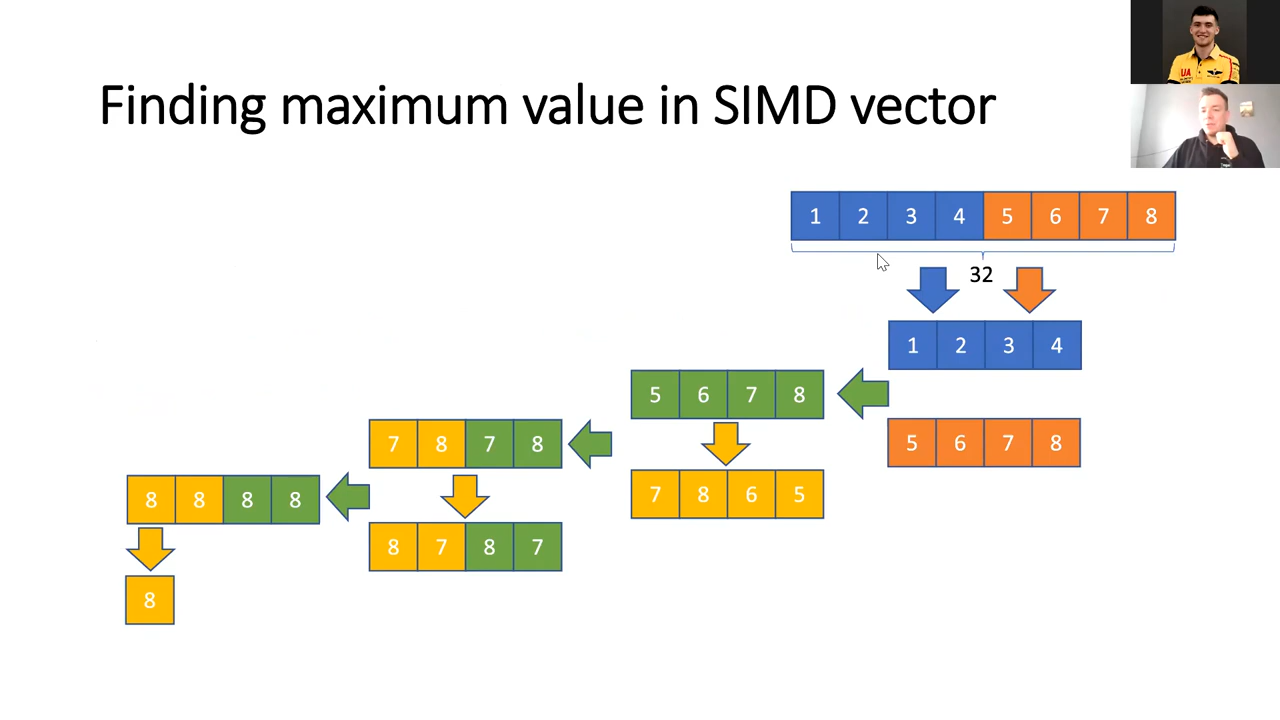 Finding maximum value in SIMD vector
UA
1 2 3 4 5 6 7 8
32
1 2 3 4
5 6 7 8
5 6 7 8
7 8 6 5
7 8 7 8
8 7 8 7
8 8 8 8
8